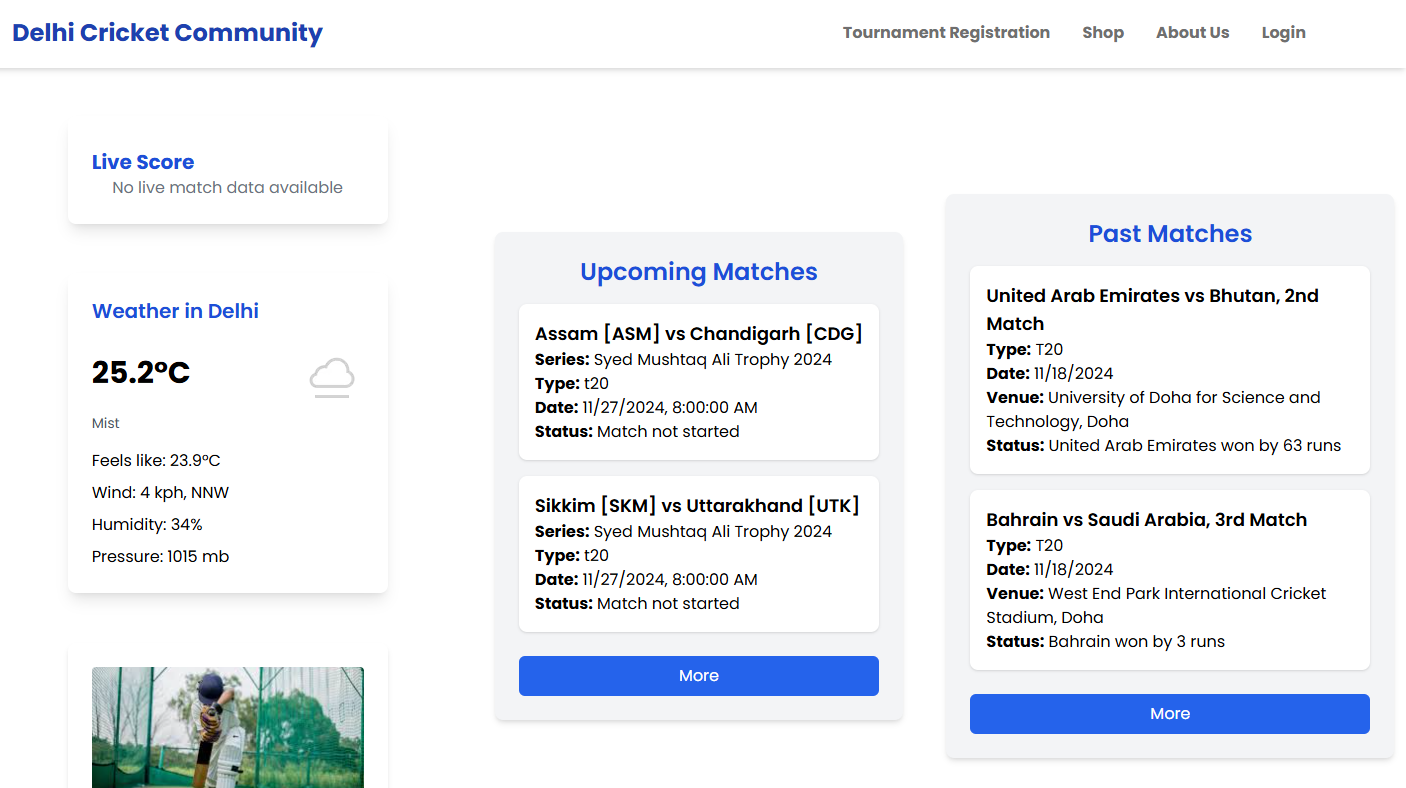 Delhi Cricket Community
Tournament Registration Shop About Us Login
Live Score
No live match data available
Weather in Delhi
25.2°C
Mist
Feels like: 23.9°C
Wind: 4 kph, NNW
Humidity: 34%
Pressure: 1015 mb
Upcoming Matches
Assam [ASM] vs Chandigarh [CDG]
Series: Syed Mushtaq Ali Trophy 2024
Type: t20
Date: 11/27/2024, 8:00:00 AM
Status: Match not started
Sikkim [SKM] vs Uttarakhand [UTK]
Series: Syed Mushtaq Ali Trophy 2024
Type: t20
Date: 11/27/2024, 8:00:00 AM
Status: Match not started
More
Past Matches
United Arab Emirates vs Bhutan, 2nd
Match
Type: T20
Date: 11/18/2024
Venue: University of Doha for Science and
Technology, Doha
Status: United Arab Emirates won by 63 runs
Bahrain vs Saudi Arabia, 3rd Match
Type: T20
Date: 11/18/2024
Venue: West End Park International Cricket
Stadium, Doha
Status: Bahrain won by 3 runs
More